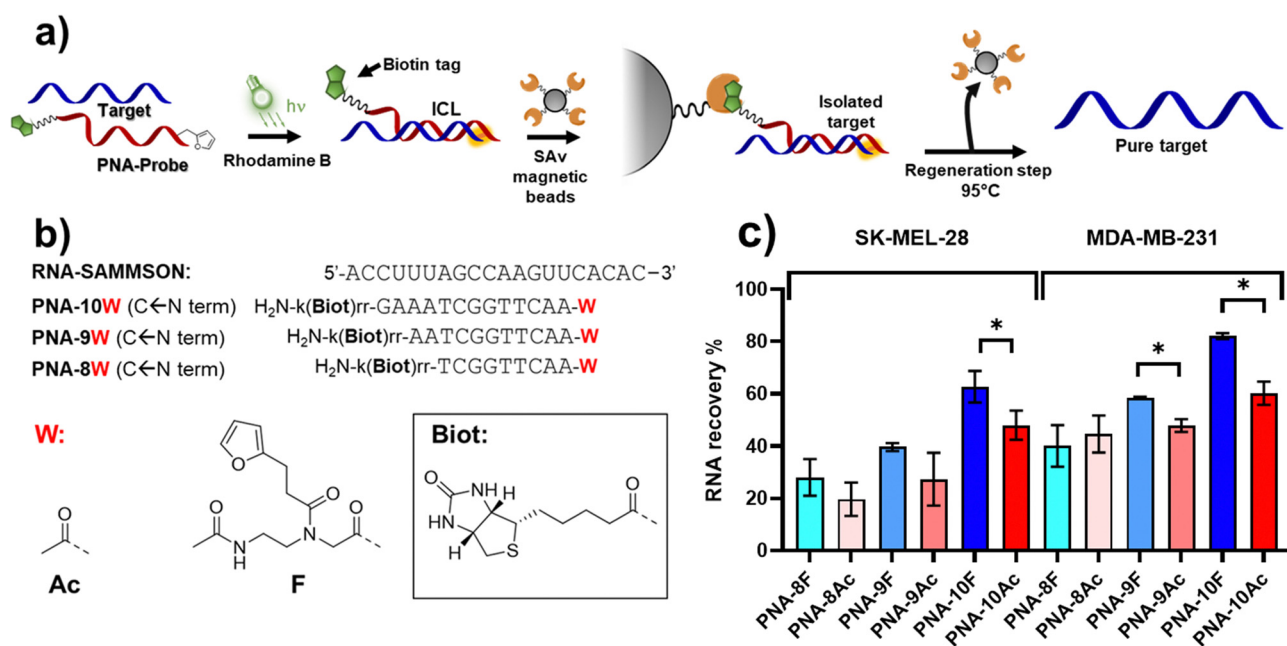 a)
Target
PNA-Probe
hν
Rhodamine B
Biotin tag
ICL
SAv
magnetic
beads
Isolated
target
Regeneration step
95°C
Pure target
b)
RNA-SAMMSON: 5'-ACCUUUAGCCAAGUUCACAC-3'
PNA-10W (C←N term) H₂N-k(Biot)rr-GAAATCGGTTCAA-W
PNA-9W (C←N term) H₂N-k(Biot)rr-AATCGGTTCAA-W
PNA-8W (C←N term) H₂N-k(Biot)rr-TCGGTTCAA-W
W:
O
Ac
O
O
O
O
N
H
N
F
Biot:
O
NH
HN
H
H
S
O
c)
SK-MEL-28 MDA-MB-231
RNA recovery %
100
80
60
40
20
0
*
*
*
PNA-8F
PNA-8Ac
PNA-9F
PNA-9Ac
PNA-10F
PNA-10Ac
PNA-8F
PNA-8Ac
PNA-9F
PNA-9Ac
PNA-10F
PNA-10Ac